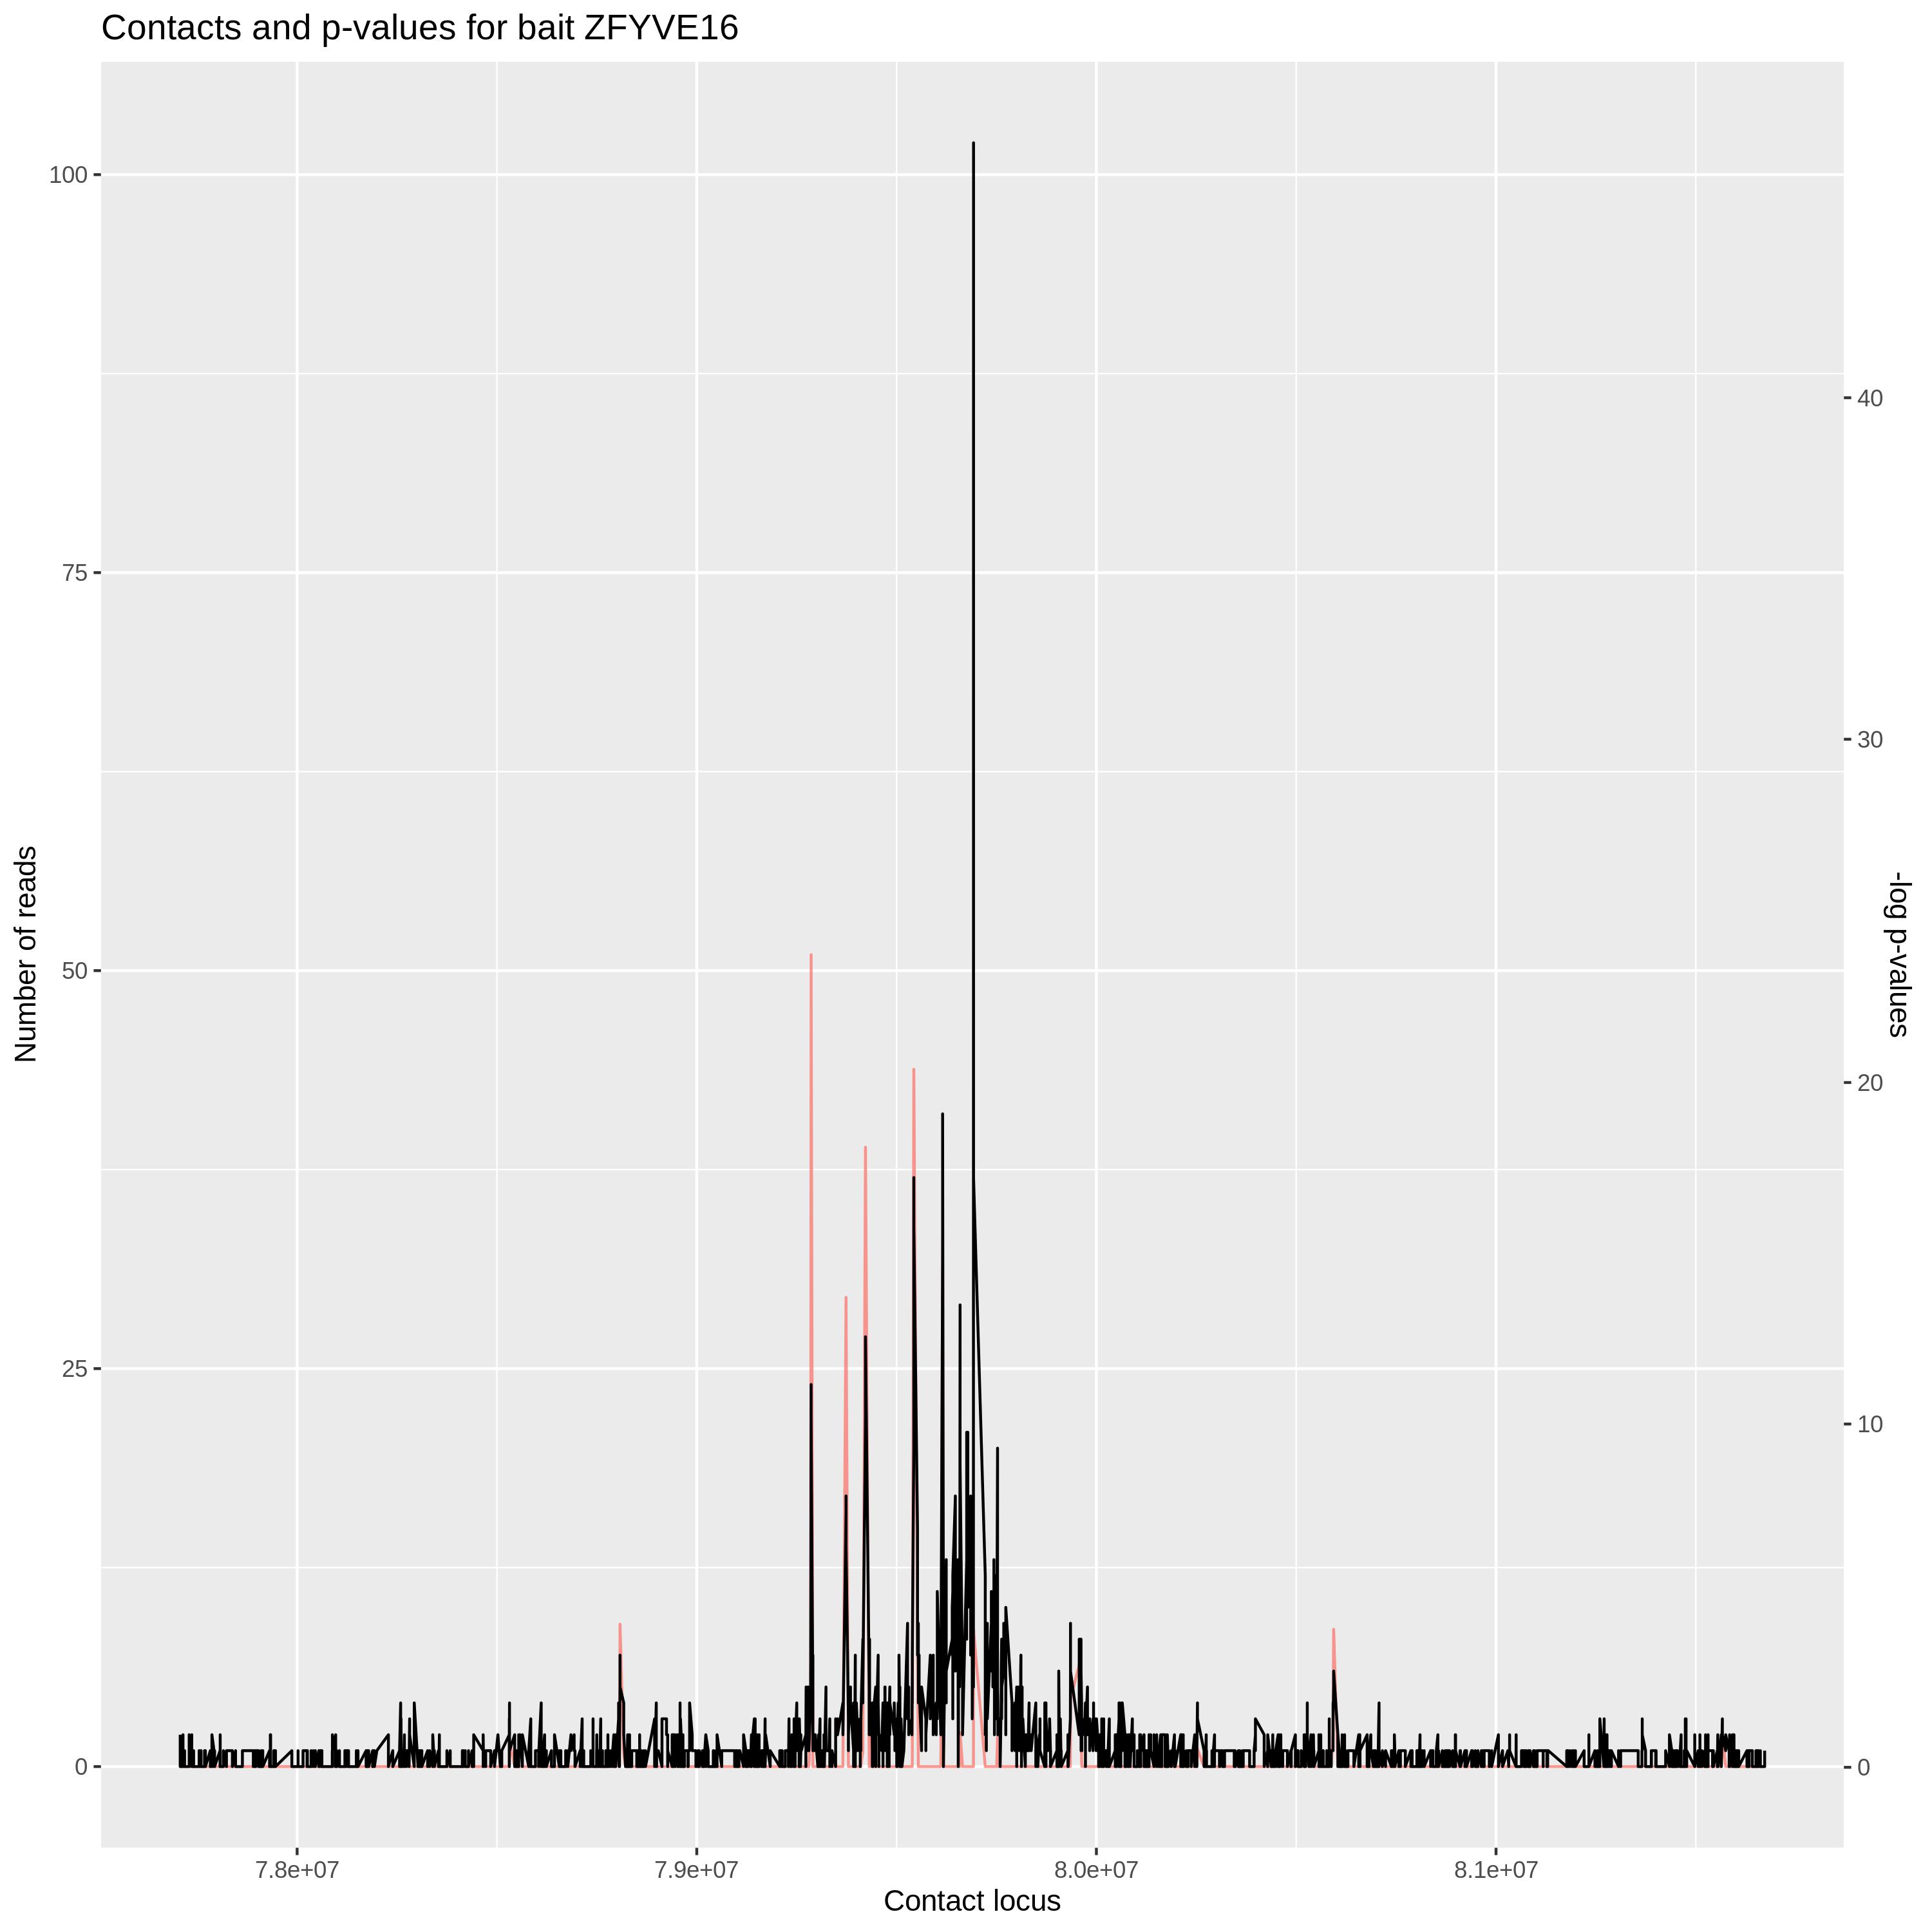 Contacts and p-values for bait ZFYVE16
100
75
50
25
0
Number of reads
40
30
20
10
0
-log p-values
7.8e+07 7.9e+07 8.0e+07 8.1e+07
Contact locus